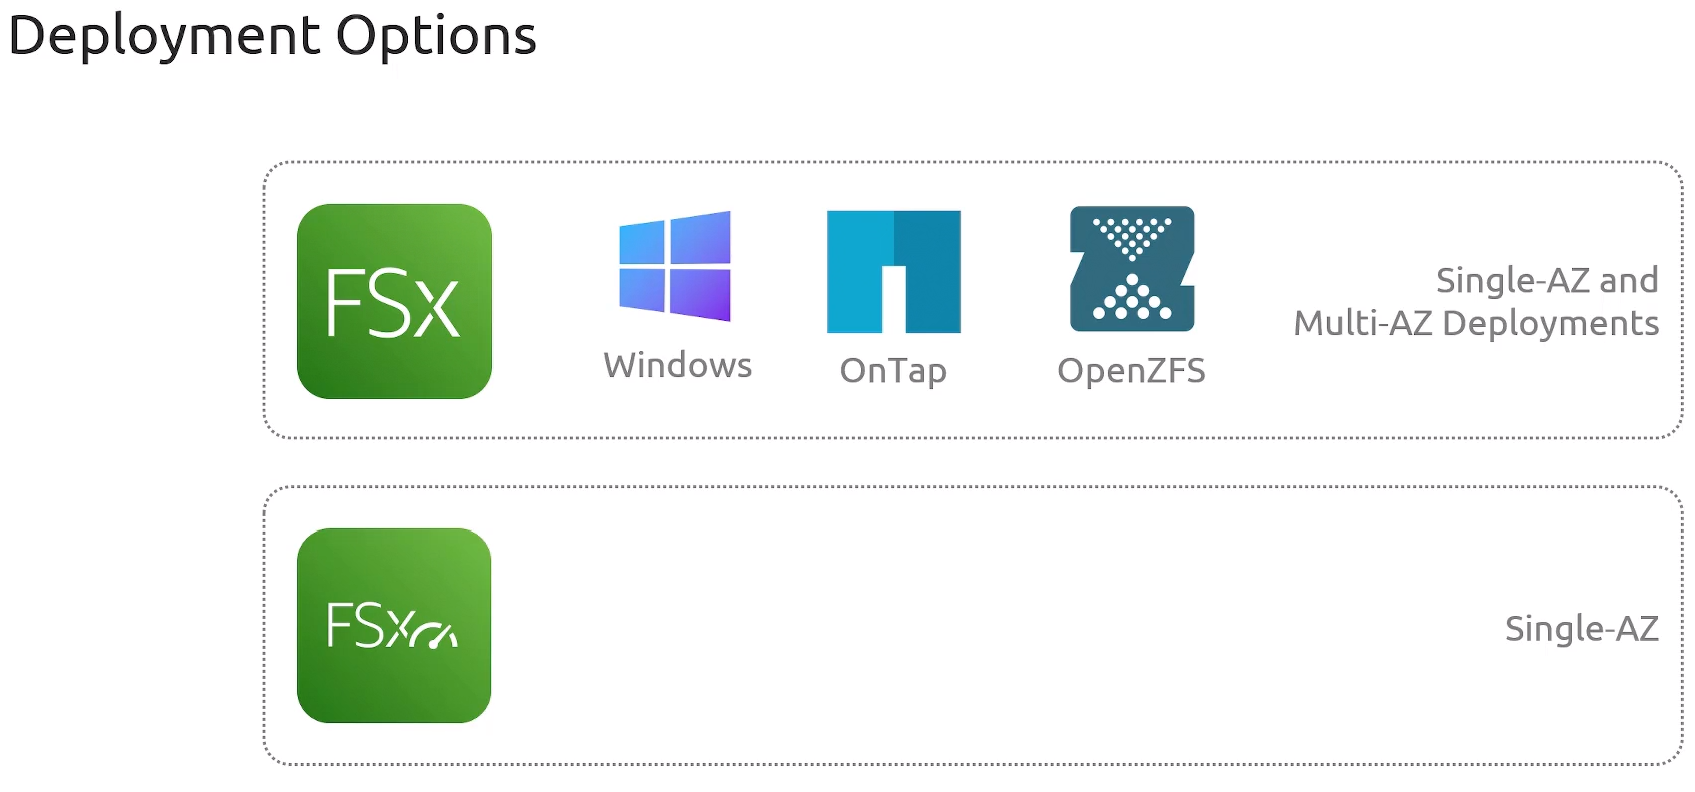 Deployment Options
FSx
Windows
OnTap
OpenZFS
Single-AZ and
Multi-AZ Deployments
FSx
Single-AZ